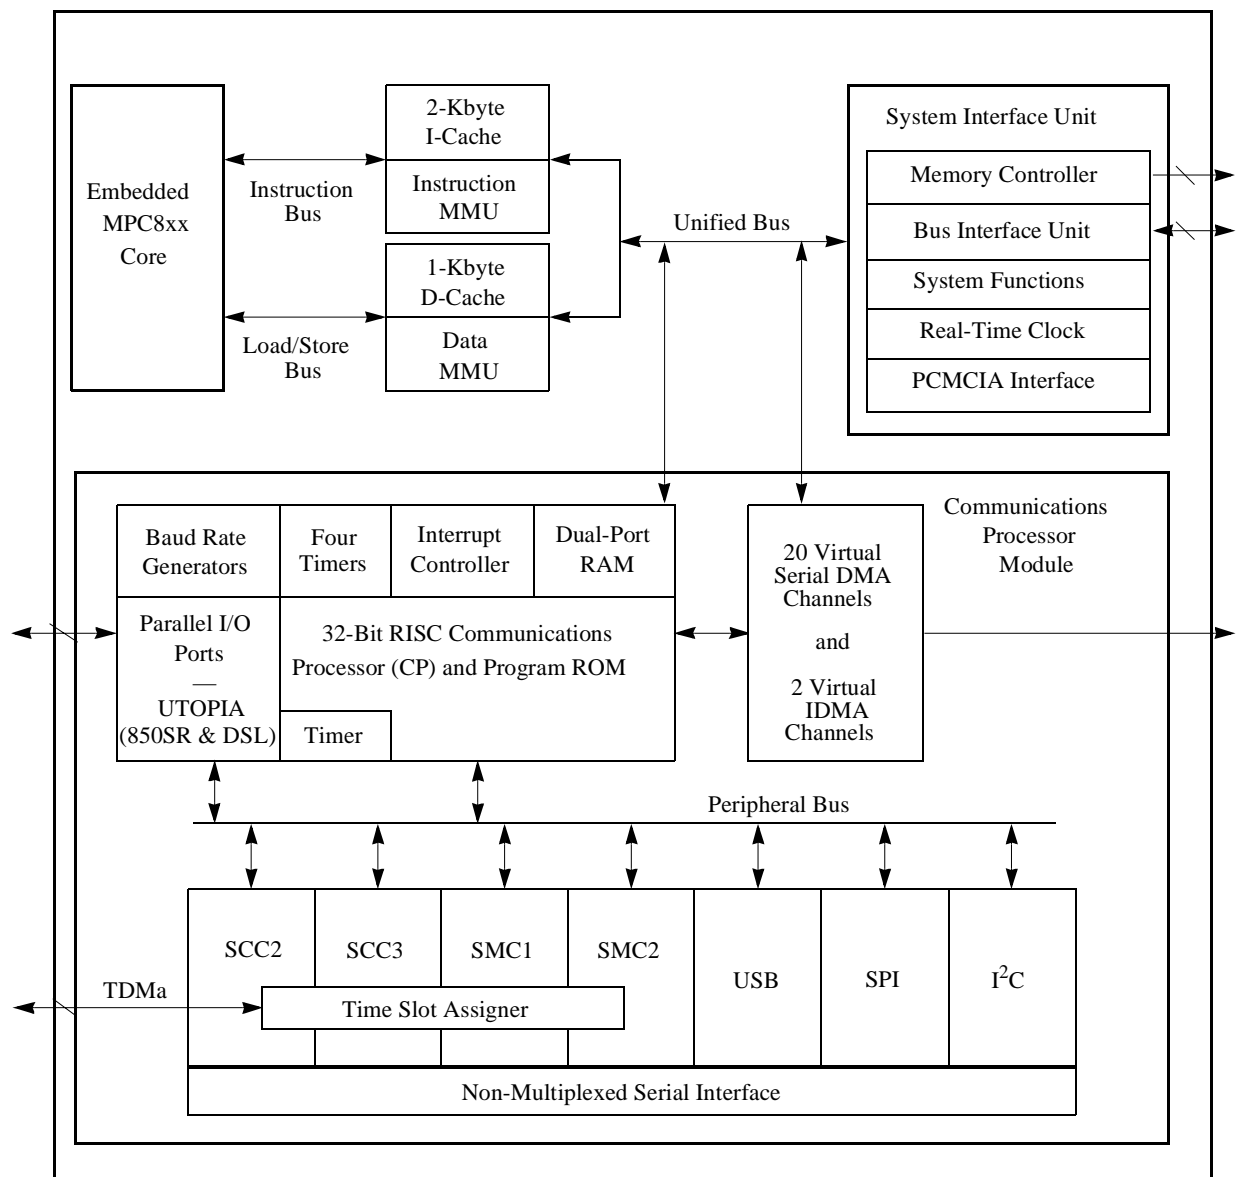 2-Kbyte
I-Cache
Instruction
MMU
System Interface Unit
Memory Controller
Bus Interface Unit
System Functions
Real-Time Clock
PCMCIA Interface
Embedded
MPC8xx
Core
Instruction
Bus
Unified Bus
1-Kbyte
D-Cache
Data
MMU
Load/Store
Bus
Communications
Processor
Module
Baud Rate
Generators
Four
Timers
Interrupt
Controller
Dual-Port
RAM
20 Virtual
Serial DMA
Channels
and
2 Virtual
IDMA
Channels
Parallel I/O
Ports
—
UTOPIA
(850SR & DSL)
32-Bit RISC Communications
Processor (CP) and Program ROM
Timer
Peripheral Bus
SCC2
SCC3
SMC1
SMC2
USB
SPI
I²C
TDMa
Time Slot Assigner
Non-Multiplexed Serial Interface